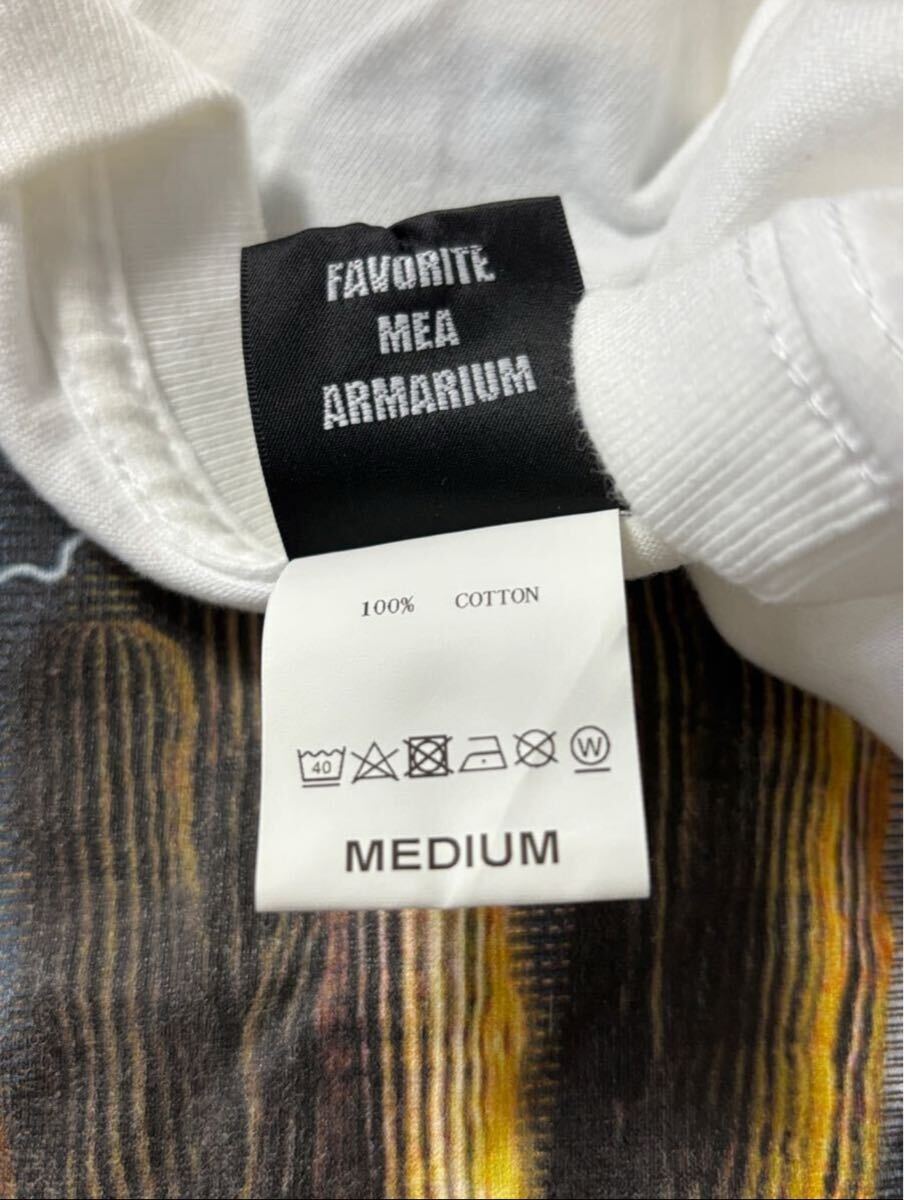 FAVORITE
MEA
ARMARIUM
100% COTTON
40 W
MEDIUM